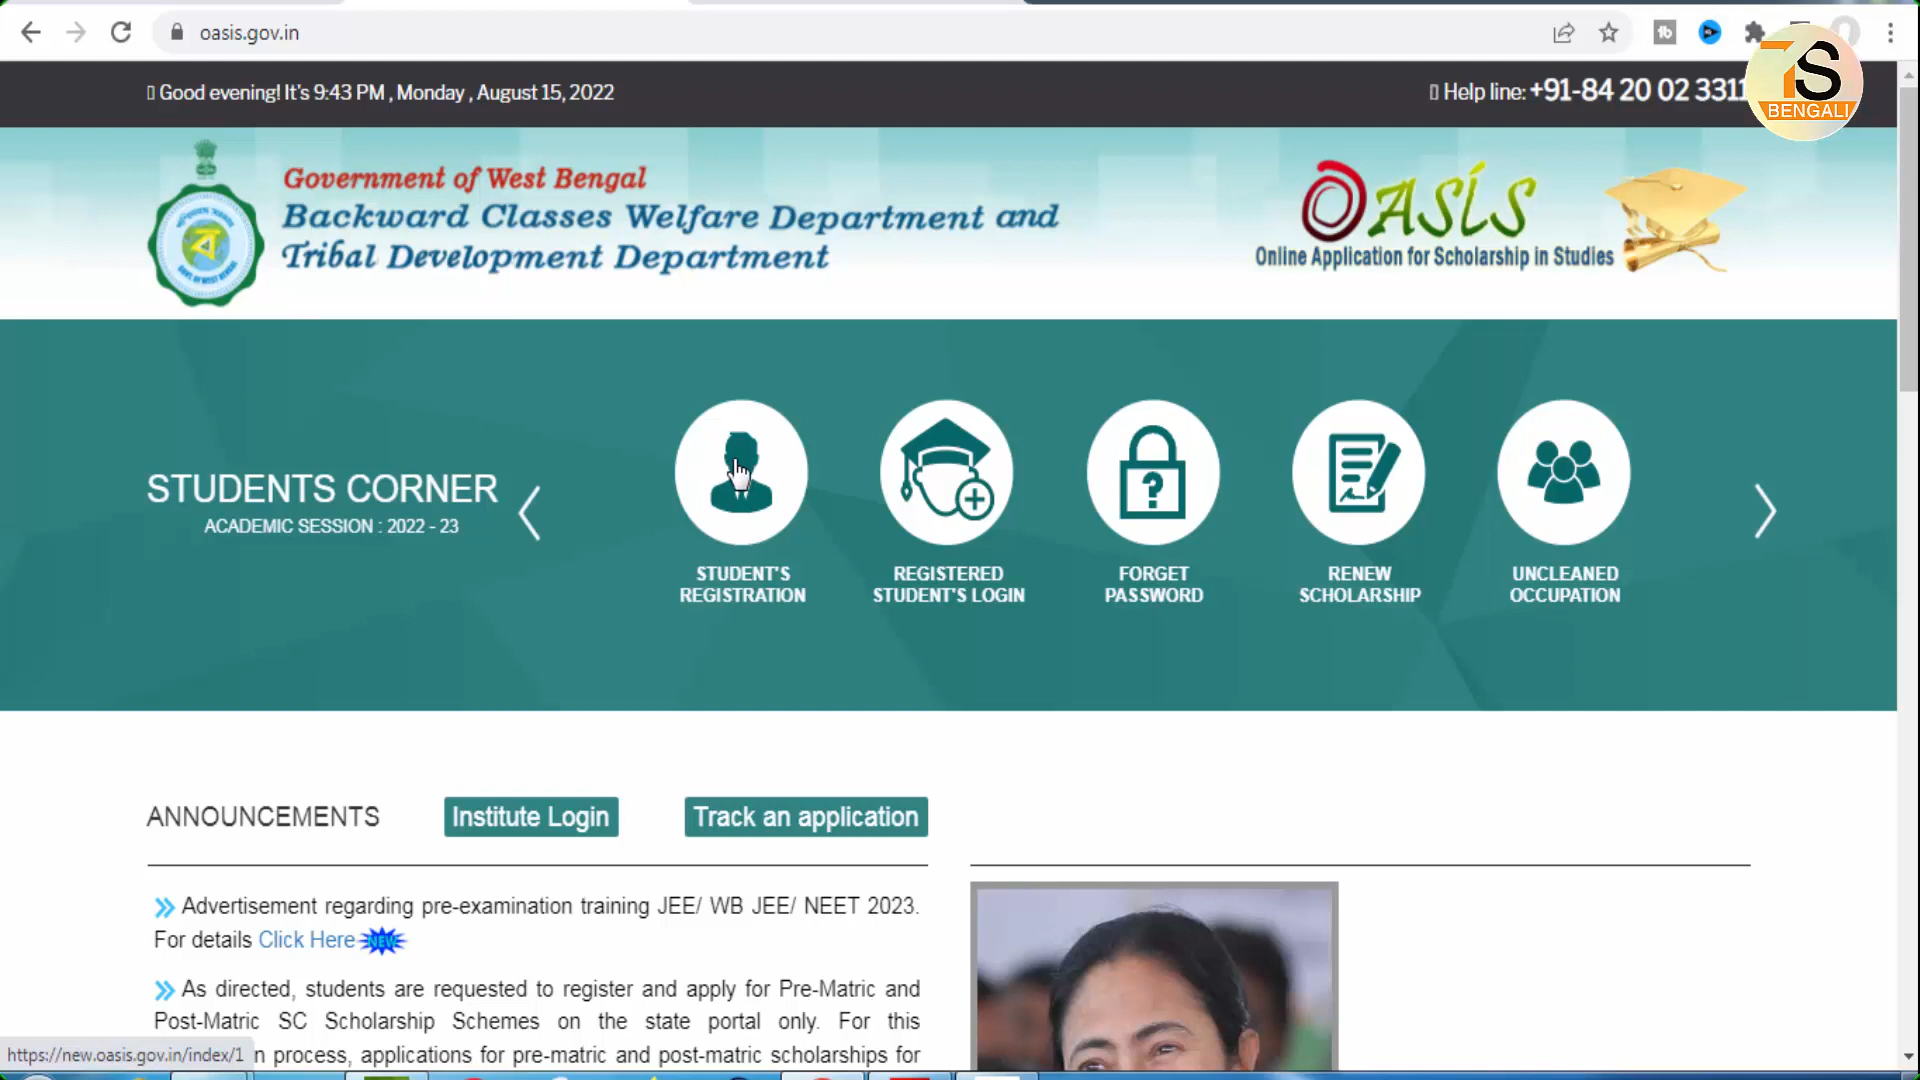 oasis.gov.in
Good evening! It's 9:43 PM , Monday , August 15, 2022
Help line: +91-84 20 02 3311
S
BENGALI
Government of West Bengal
Backward Classes Welfare Department and
Tribal Development Department
OASIS
Online Application for Scholarship in Studies
STUDENTS CORNER
ACADEMIC SESSION : 2022 - 23
STUDENT'S
REGISTRATION
REGISTERED
STUDENT'S LOGIN
FORGET
PASSWORD
RENEW
SCHOLARSHIP
UNCLEANED
OCCUPATION
ANNOUNCEMENTS
Institute Login
Track an application
Advertisement regarding pre-examination training JEE/ WB JEE/ NEET 2023.
For details Click Here NEW
As directed, students are requested to register and apply for Pre-Matric and
Post-Matric SC Scholarship Schemes on the state portal only. For this
n process, applications for pre-matric and post-matric scholarships for
https://new.oasis.gov.in/index/1